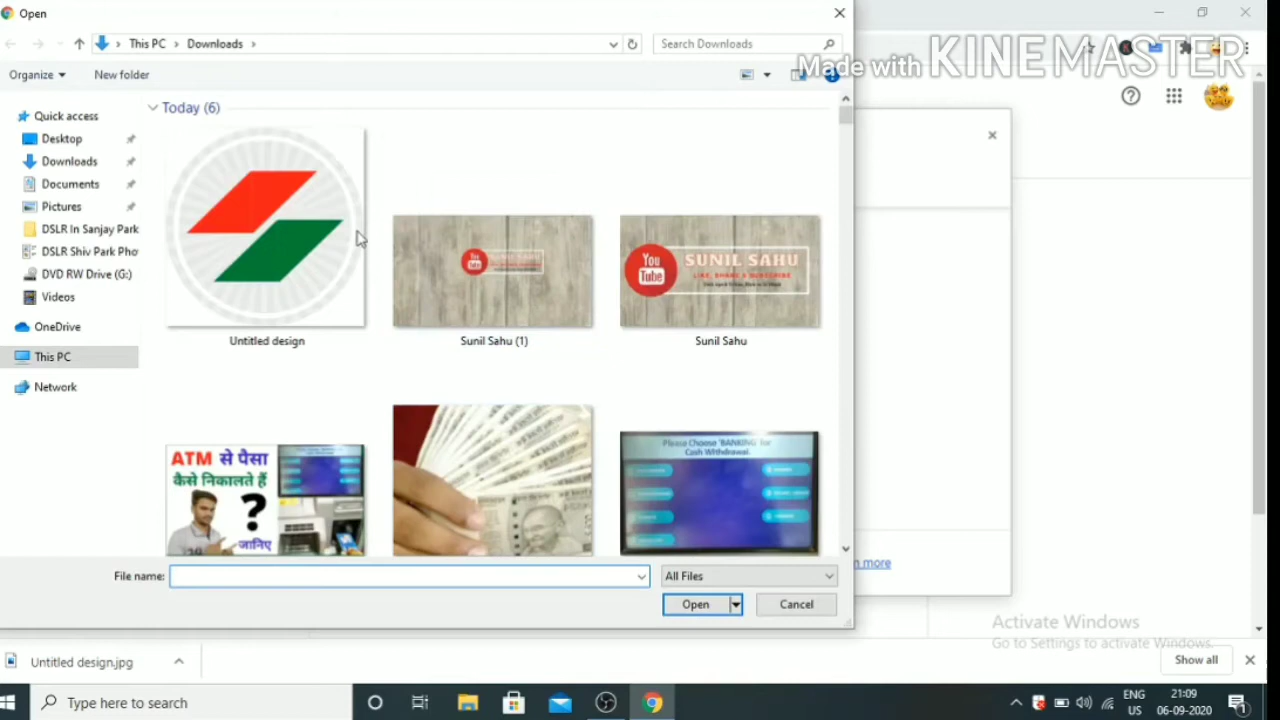 Open
Made with KINEMASTER
This PC
Downloads
Search Downloads
Organize
New folder
Quick access
Desktop
Downloads
Documents
Pictures
DSLR In Sanjay Park
DSLR Shiv Park Pho
DVD RW Drive (G:)
Videos
OneDrive
This PC
Network
Today (6)
Untitled design
Sunil Sahu (1)
You Tube
SUNIL SAHU
LIKE, SHARE & SUBSCRIBE
Sunil Sahu
ATM से पैसा
कैसे निकालते हैं
?
जानिए
Please Choose 'BANKING' for
Cash Withdrawal.
File name:
All Files
Open
Cancel
n more
Activate Windows
Go to Settings to activate Windows.
Untitled design.jpg
Show all
Type here to search
ENG
US
21:09
06-09-2020